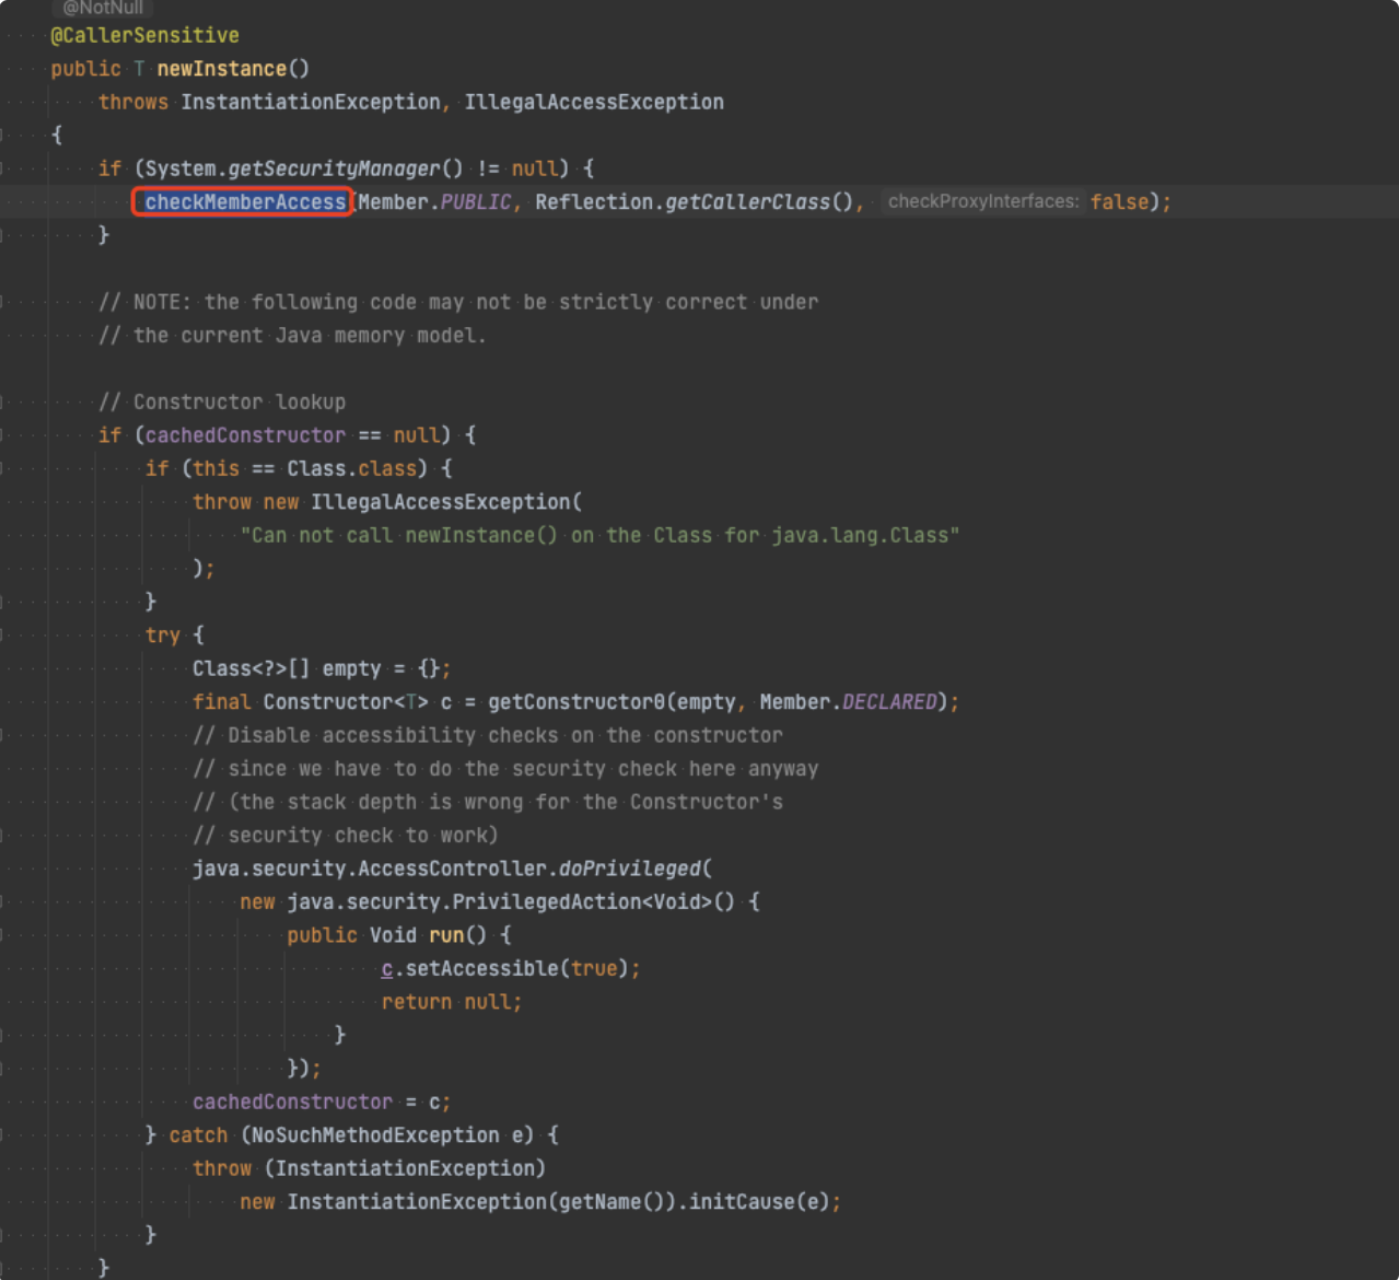 @NotNull
@CallerSensitive
public T newInstance()
throws InstantiationException, IllegalAccessException
{
if (System.getSecurityManager() != null) {
checkMemberAccess(Member.PUBLIC, Reflection.getCallerClass(), checkProxyInterfaces: false);
}
// NOTE: the following code may not be strictly correct under
// the current Java memory model.
// Constructor lookup
if (cachedConstructor == null) {
if (this == Class.class) {
throw new IllegalAccessException(
"Can not call newInstance() on the Class for java.lang.Class"
);
}
try {
Class<?>[] empty = {};
final Constructor<T> c = getConstructor0(empty, Member.DECLARED);
// Disable accessibility checks on the constructor
// since we have to do the security check here anyway
// (the stack depth is wrong for the Constructor's
// security check to work)
java.security.AccessController.doPrivileged(
new java.security.PrivilegedAction<Void>() {
public Void run() {
c.setAccessible(true);
return null;
}
});
cachedConstructor = c;
} catch (NoSuchMethodException e) {
throw (InstantiationException)
new InstantiationException(getName()).initCause(e);
}
}